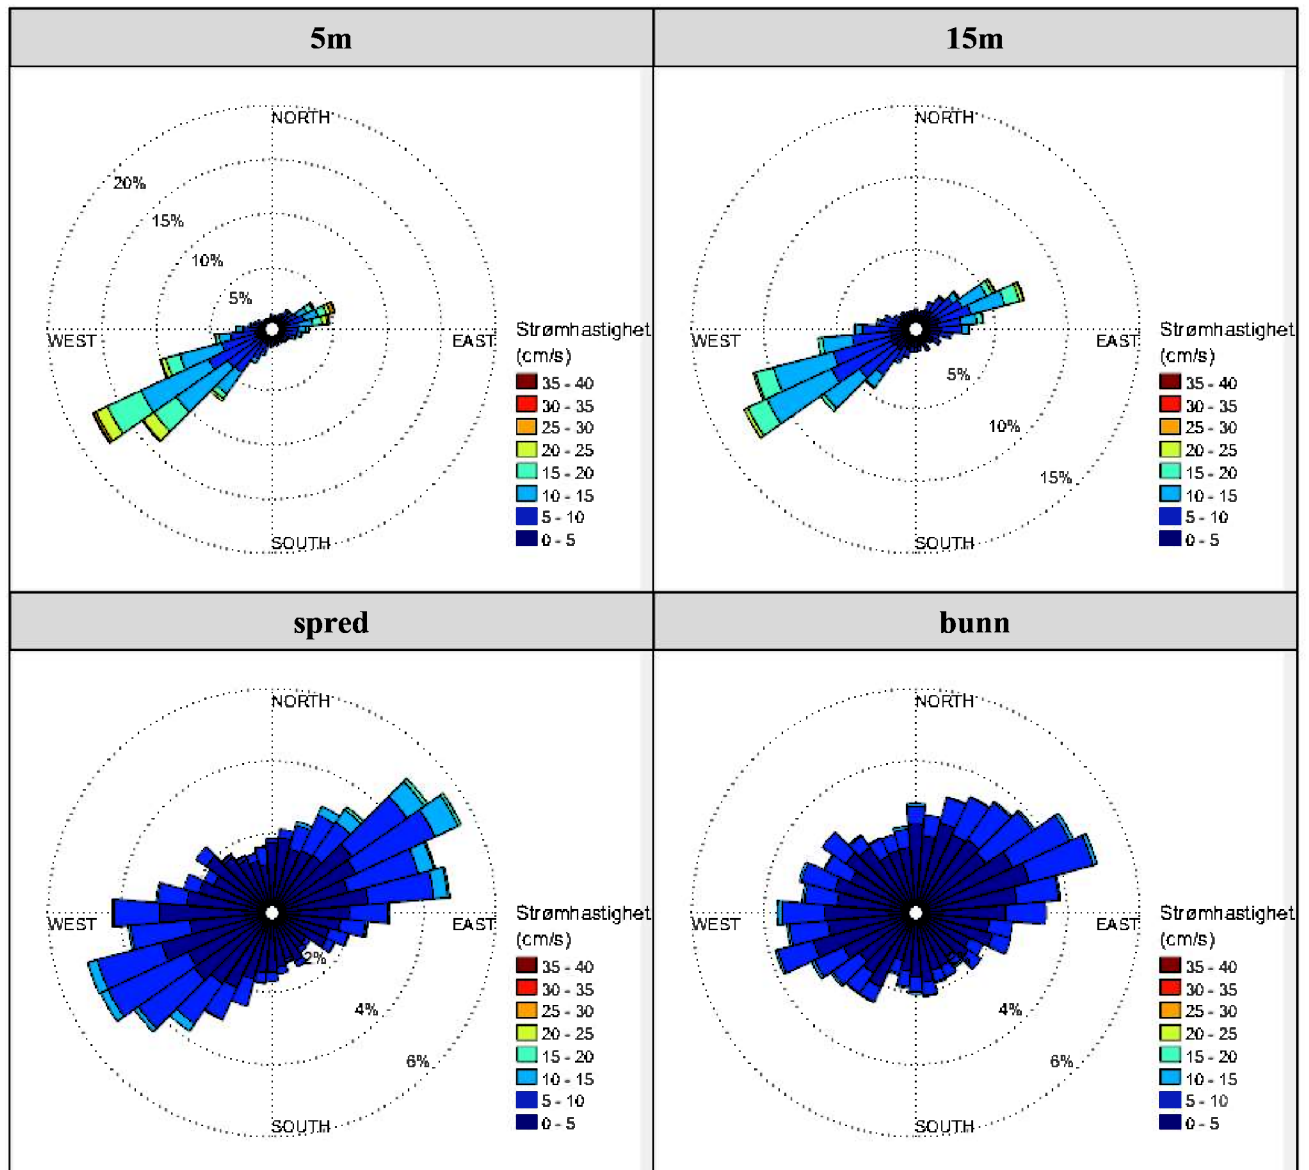 5m
15m
NORTH
20%
15%
10%
5%
WEST
EAST
SOUTH
Strømhastighet
(cm/s)
35 - 40
30 - 35
25 - 30
20 - 25
15 - 20
10 - 15
5 - 10
0 - 5
NORTH
WEST
EAST
5%
10%
15%
SOUTH
Strømhastighet
(cm/s)
35 - 40
30 - 35
25 - 30
20 - 25
15 - 20
10 - 15
5 - 10
0 - 5
spred
bunn
NORTH
WEST
EAST
2%
4%
6%
SOUTH
Strømhastighet
(cm/s)
35 - 40
30 - 35
25 - 30
20 - 25
15 - 20
10 - 15
5 - 10
0 - 5
NORTH
WEST
EAST
4%
6%
SOUTH
Strømhastighet
(cm/s)
35 - 40
30 - 35
25 - 30
20 - 25
15 - 20
10 - 15
5 - 10
0 - 5